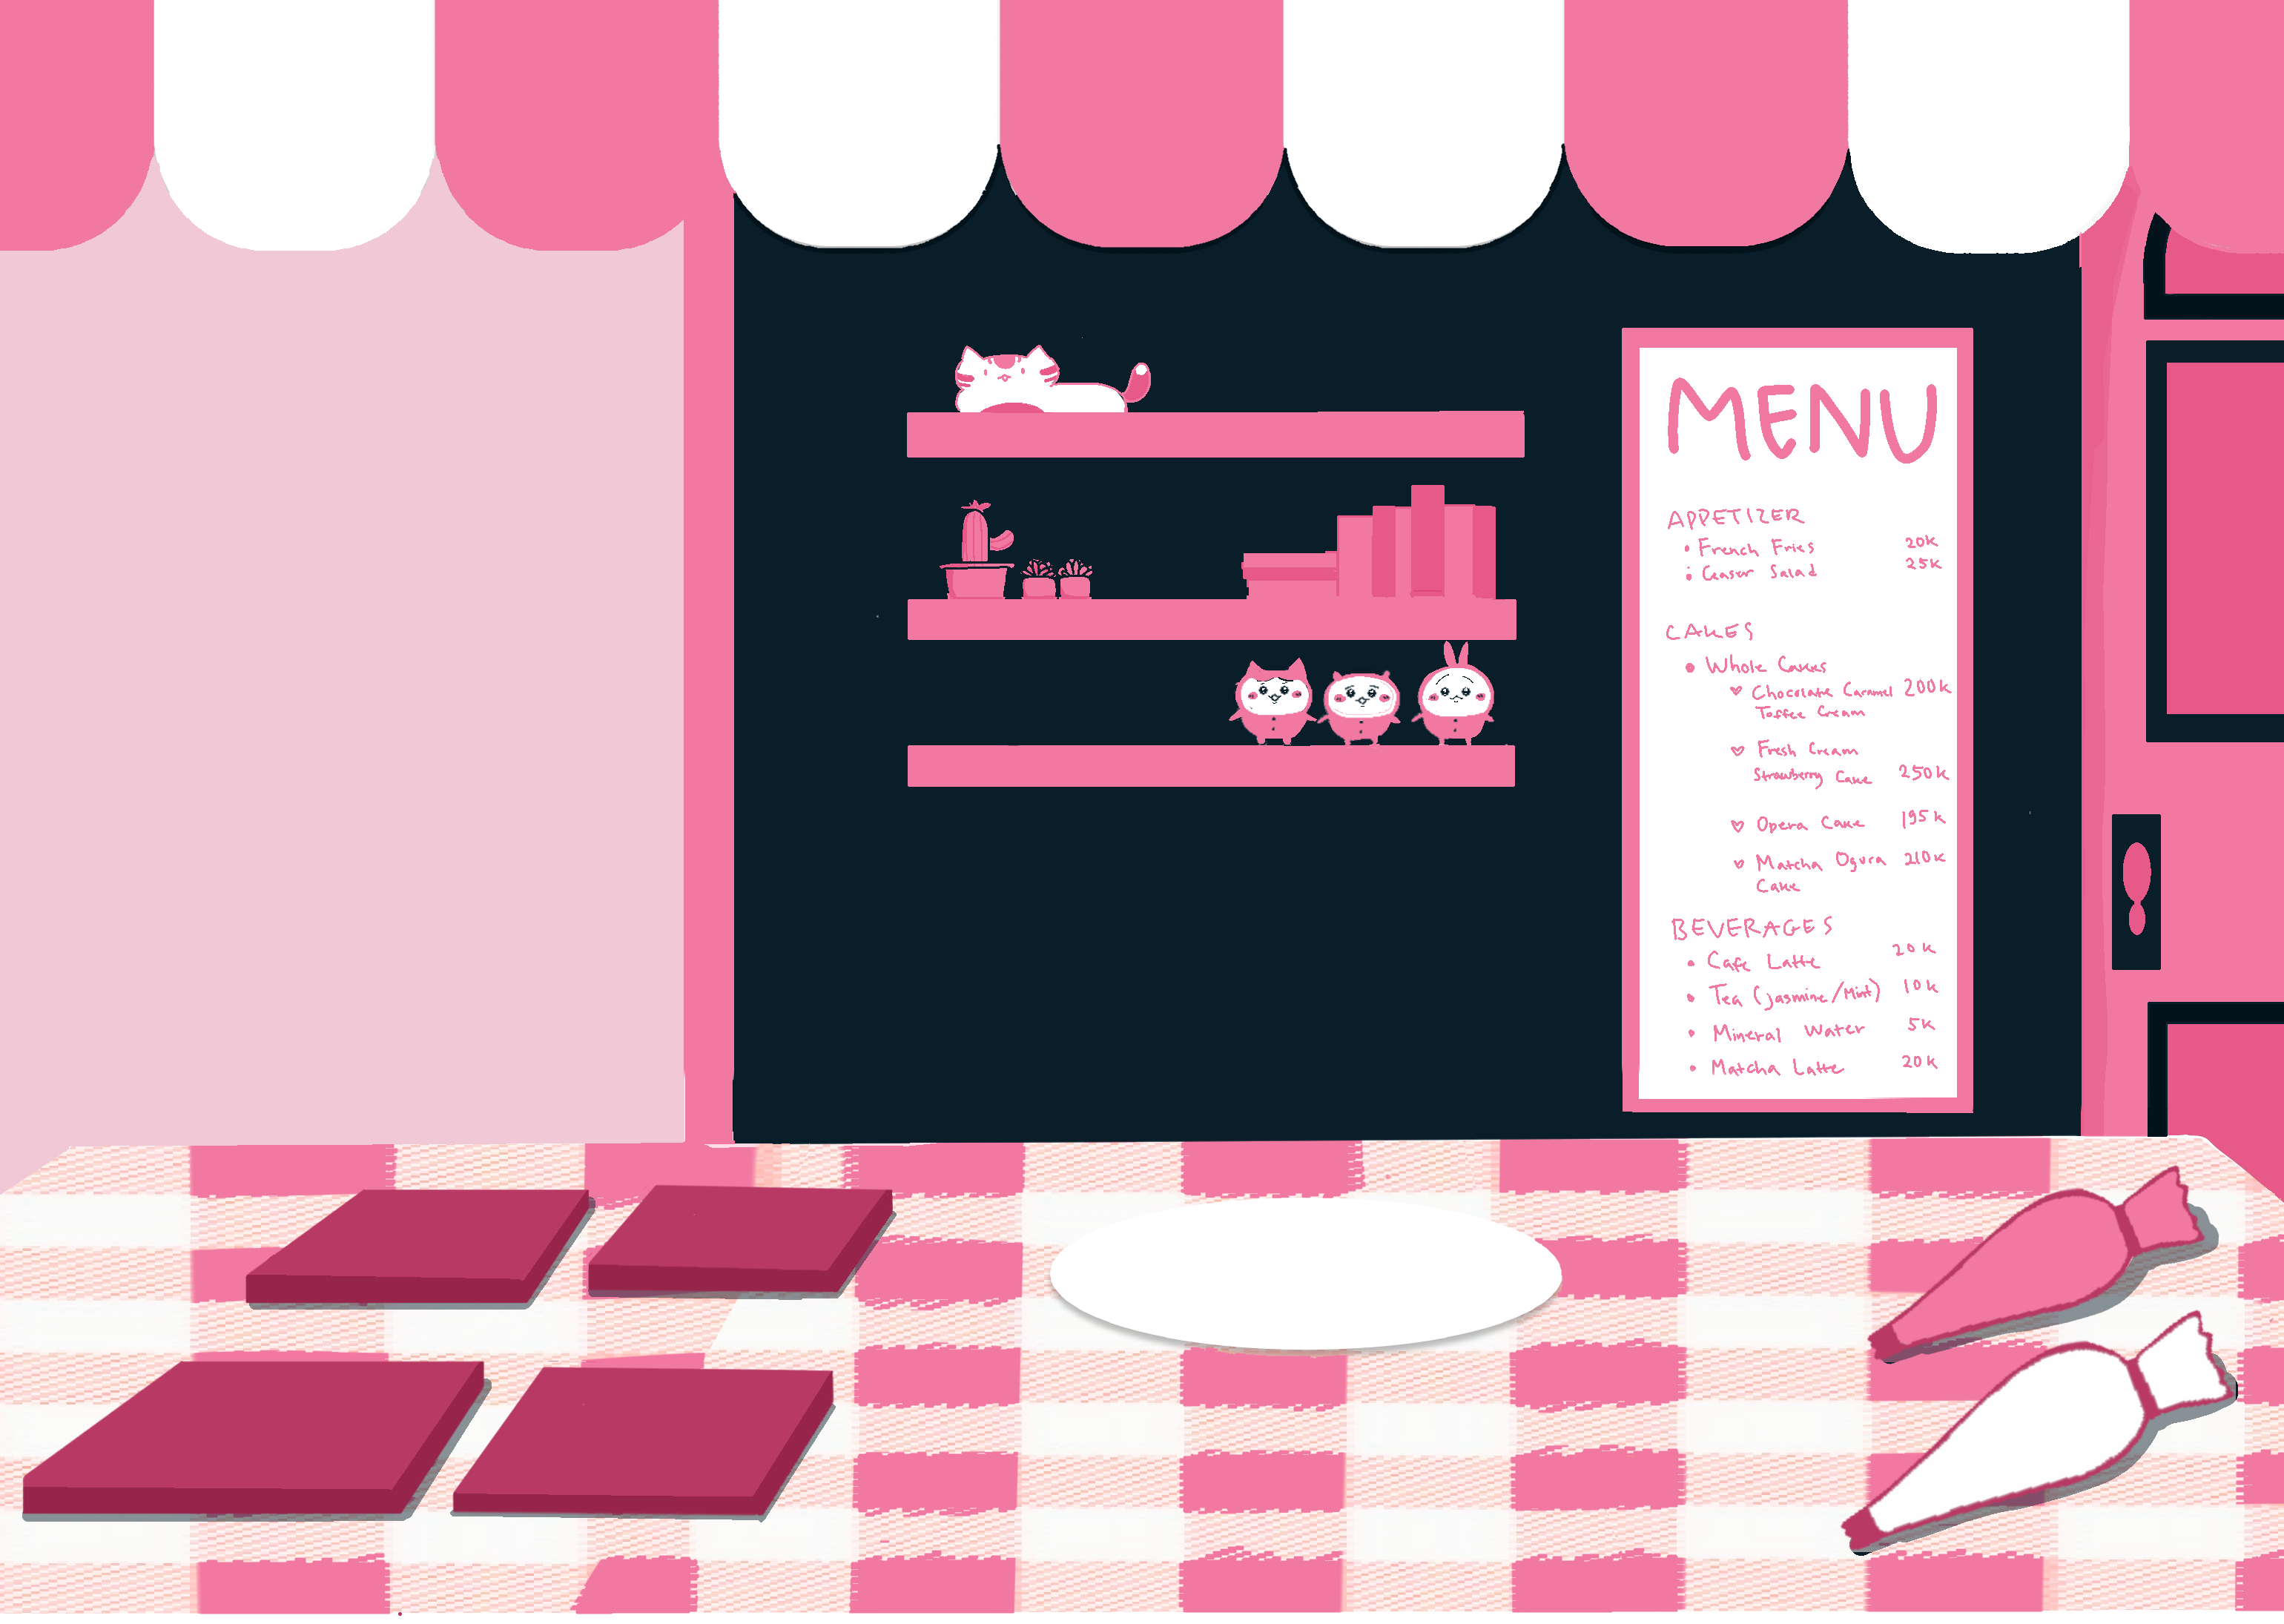 MENU
APPETIZER
• French Fries 20k
• Ceaser Salad 25k
CAKES
• Whole Cakes
♡ Chocolate Caramel 200k
Toffee Cream
♡ Fresh Cream
Strawberry Cake 250k
♡ Opera Cake 195k
♡ Matcha Ogura 210k
Cake
BEVERAGES
• Cafe Latte 20k
• Tea (Jasmine/Mint) 10k
• Mineral Water 5k
• Matcha Latte 20k